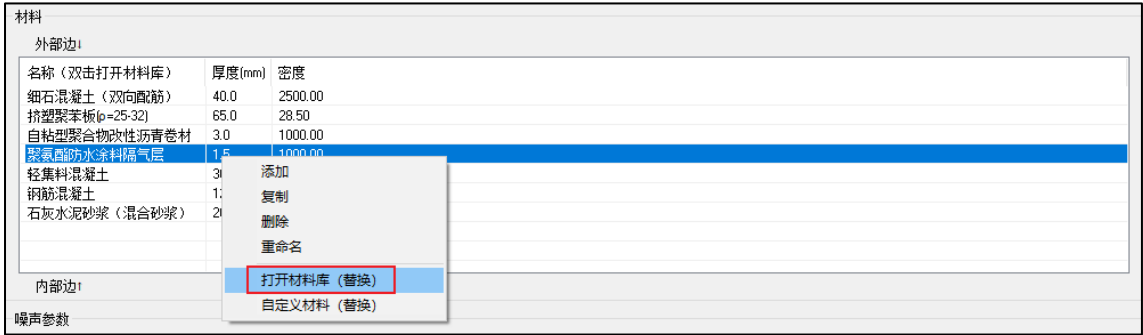 材料
外部边↓
名称（双击打开材料库） 厚度(mm) 密度
细石混凝土（双向配筋） 40.0 2500.00
挤塑聚苯板(ρ=25-32) 65.0 28.50
自粘型聚合物改性沥青卷材 3.0 1000.00
聚氨酯防水涂料隔气层 1.5 1000.00
轻集料混凝土
钢筋混凝土
石灰水泥砂浆（混合砂浆）
添加
复制
删除
重命名
打开材料库（替换）
自定义材料（替换）
内部边↑
噪声参数